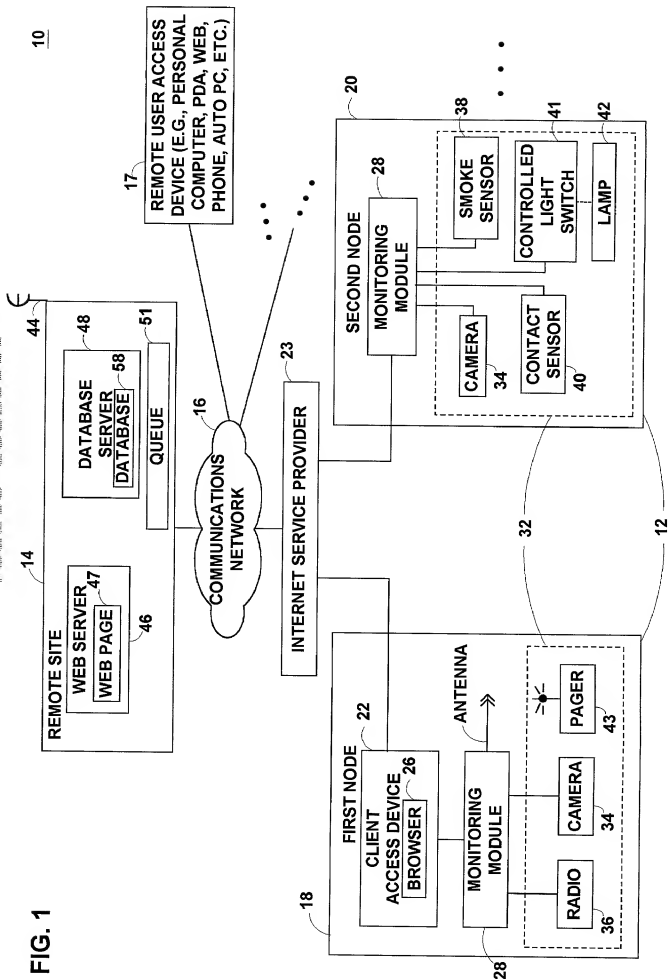 FIG. 1
10
14
REMOTE SITE
WEB SERVER
47
WEB PAGE
46
44
48
DATABASE
SERVER
58
DATABASE
51
QUEUE
17
REMOTE USER ACCESS
DEVICE (E.G., PERSONAL
COMPUTER, PDA, WEB,
PHONE, AUTO PC, ETC.)
16
COMMUNICATIONS
NETWORK
23
INTERNET SERVICE PROVIDER
18
FIRST NODE
22
CLIENT
ACCESS DEVICE
26
BROWSER
ANTENNA
MONITORING
MODULE
28
RADIO
36
CAMERA
34
PAGER
43
32
12
20
SECOND NODE
28
MONITORING
MODULE
38
SMOKE
SENSOR
CAMERA
34
41
CONTROLLED
LIGHT
SWITCH
CONTACT
SENSOR
40
42
LAMP